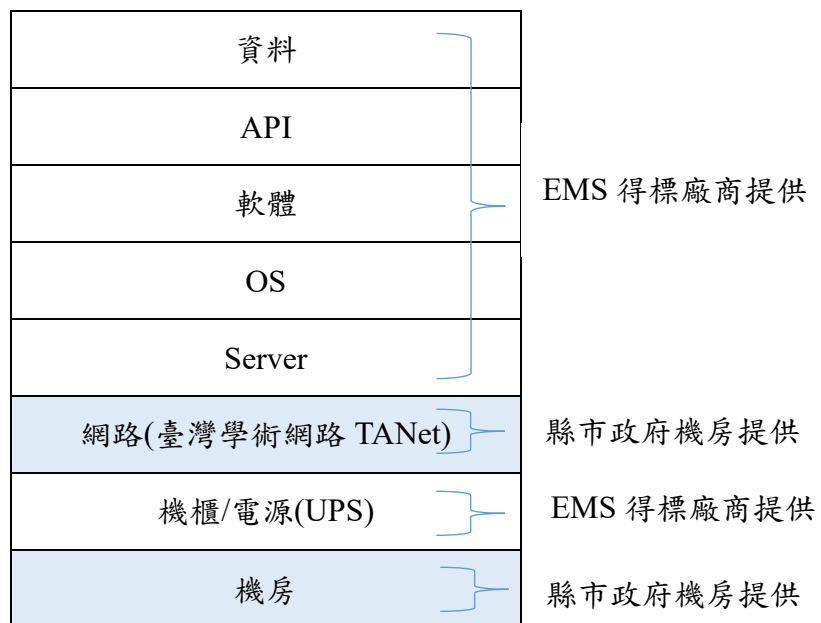 資料
API
軟體
EMS 得標廠商提供
OS
Server
網路(臺灣學術網路 TANet)
縣市政府機房提供
機櫃/電源(UPS)
EMS 得標廠商提供
機房
縣市政府機房提供